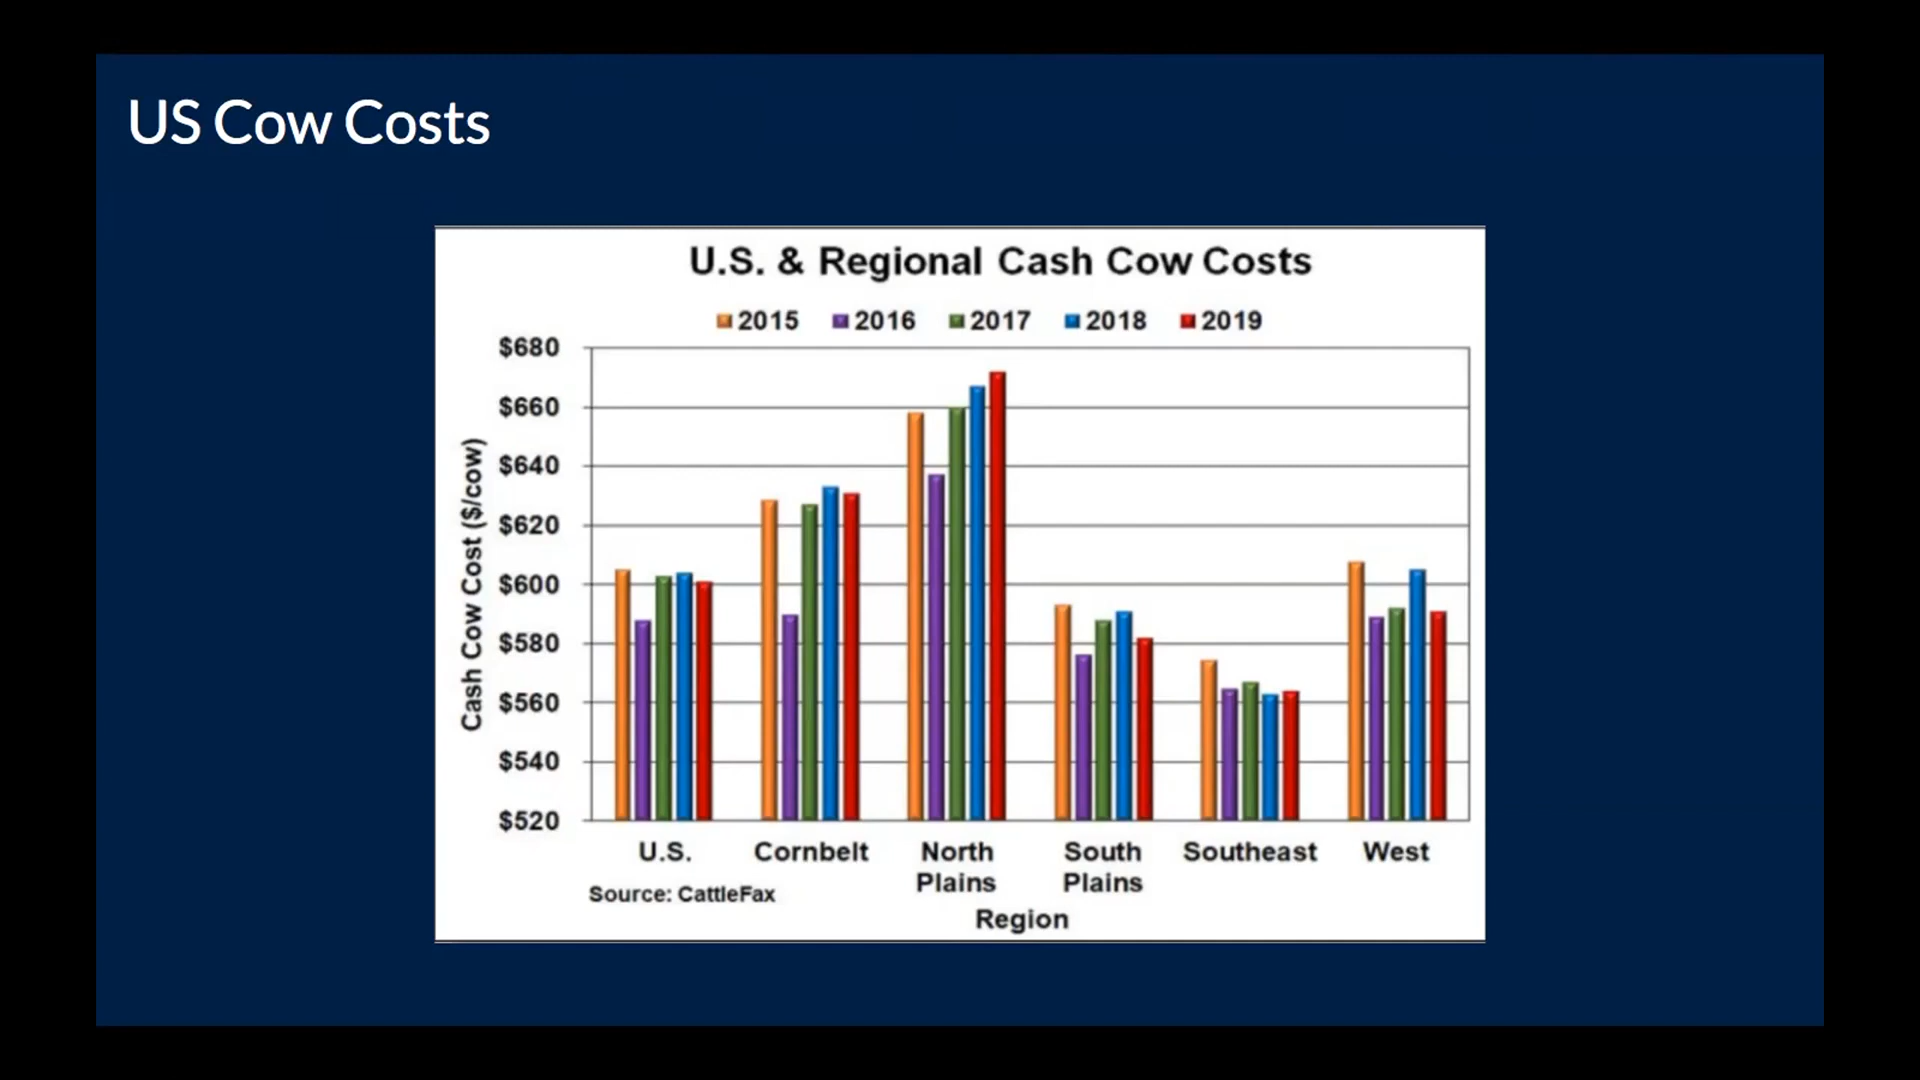 US Cow Costs
U.S. & Regional Cash Cow Costs
2015 2016 2017 2018 2019
$680
$660
$640
$620
$600
$580
$560
$540
$520
Cash Cow Cost ($/cow)
U.S. Cornbelt North Plains South Plains Southeast West
Source: CattleFax
Region